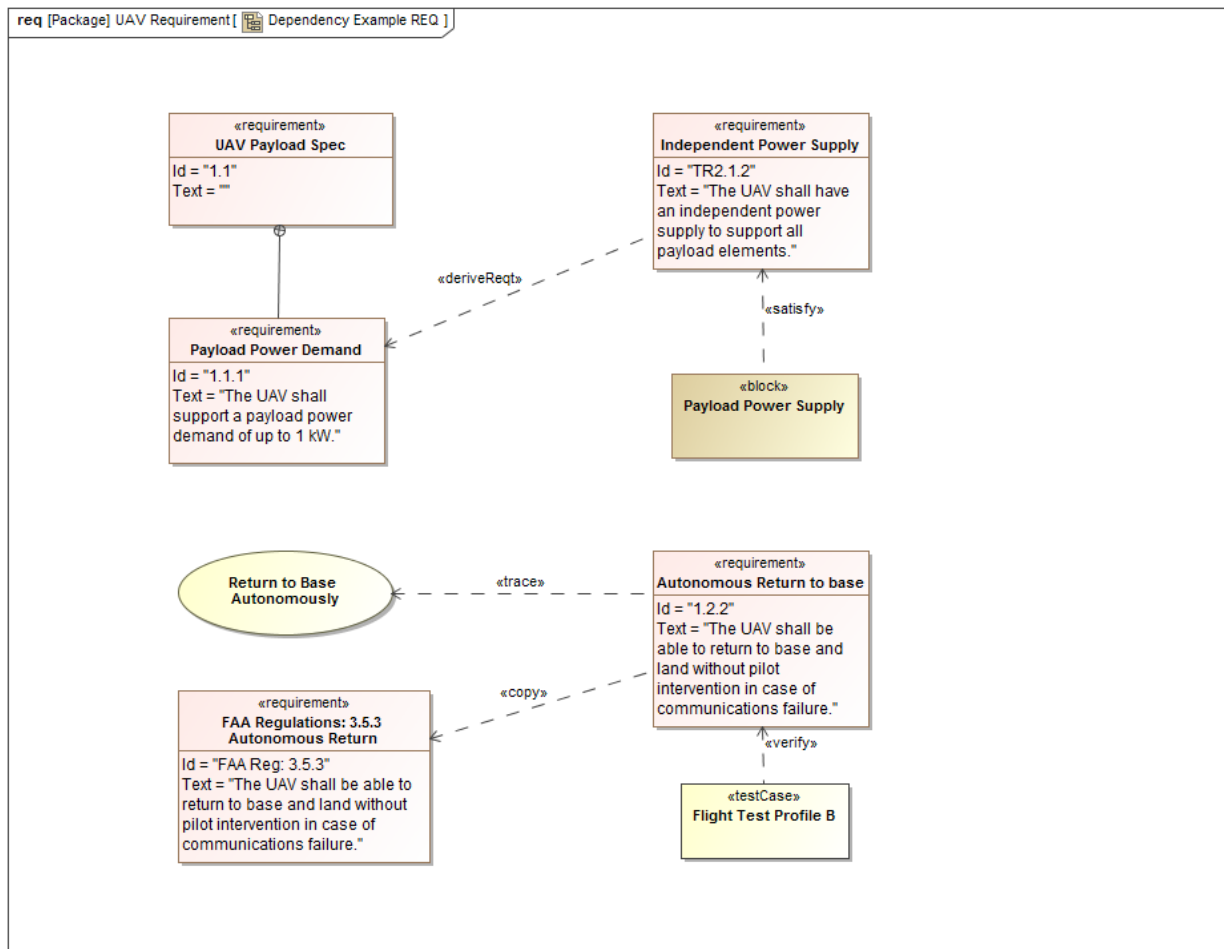 req [Package] UAV Requirement [ Dependency Example REQ ]
«requirement»
UAV Payload Spec
Id = "1.1"
Text = ""
«requirement»
Independent Power Supply
Id = "TR2.1.2"
Text = "The UAV shall have
an independent power
supply to support all
payload elements."
«deriveReqt»
«satisfy»
«requirement»
Payload Power Demand
Id = "1.1.1"
Text = "The UAV shall
support a payload power
demand of up to 1 kW."
«block»
Payload Power Supply
Return to Base
Autonomously
«trace»
«requirement»
Autonomous Return to base
Id = "1.2.2"
Text = "The UAV shall be
able to return to base and
land without pilot
intervention in case of
communications failure."
«copy»
«requirement»
FAA Regulations: 3.5.3
Autonomous Return
Id = "FAA Reg: 3.5.3"
Text = "The UAV shall be able to
return to base and land without
pilot intervention in case of
communications failure."
«verify»
«testCase»
Flight Test Profile B